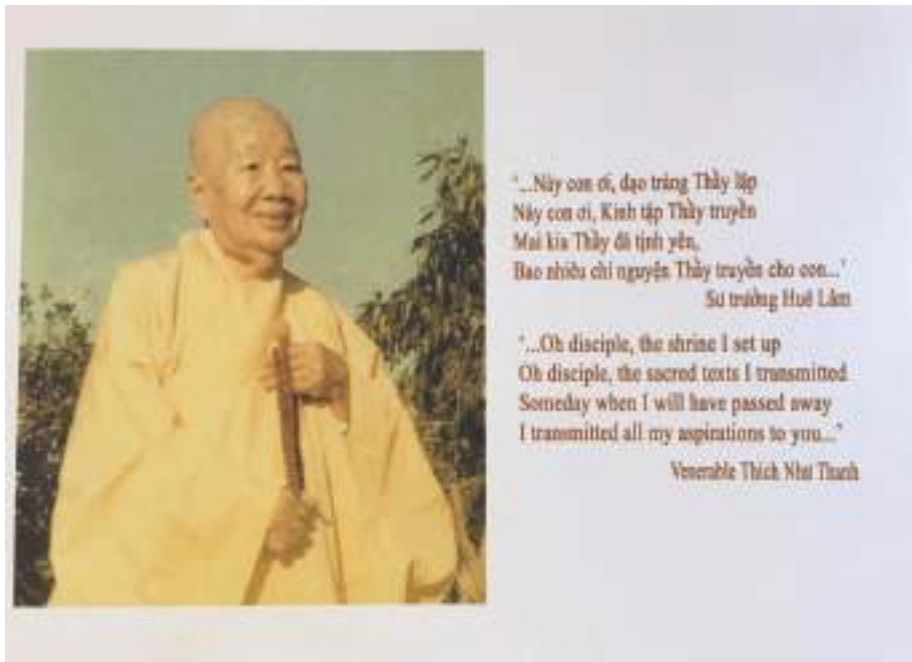 "...Này con ơi, đạo tràng Thầy lập
Này con ơi, Kinh tập Thầy truyền
Mai kia Thầy đã tịnh yên,
Bao nhiêu chí nguyện Thầy truyền cho con..."
Sư trưởng Huê Lâm
"...Oh disciple, the shrine I set up
Oh disciple, the sacred texts I transmitted
Someday when I will have passed away
I transmitted all my aspirations to you..."
Venerable Thich Nhu Thanh